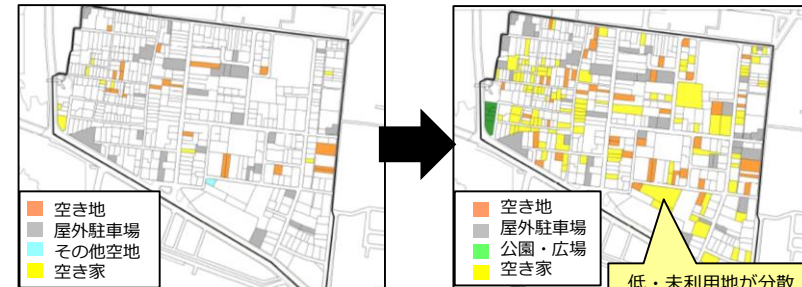 空き地
屋外駐車場
その他空地
空き家
空き地
屋外駐車場
公園・広場
空き家
低・未利用地が分散